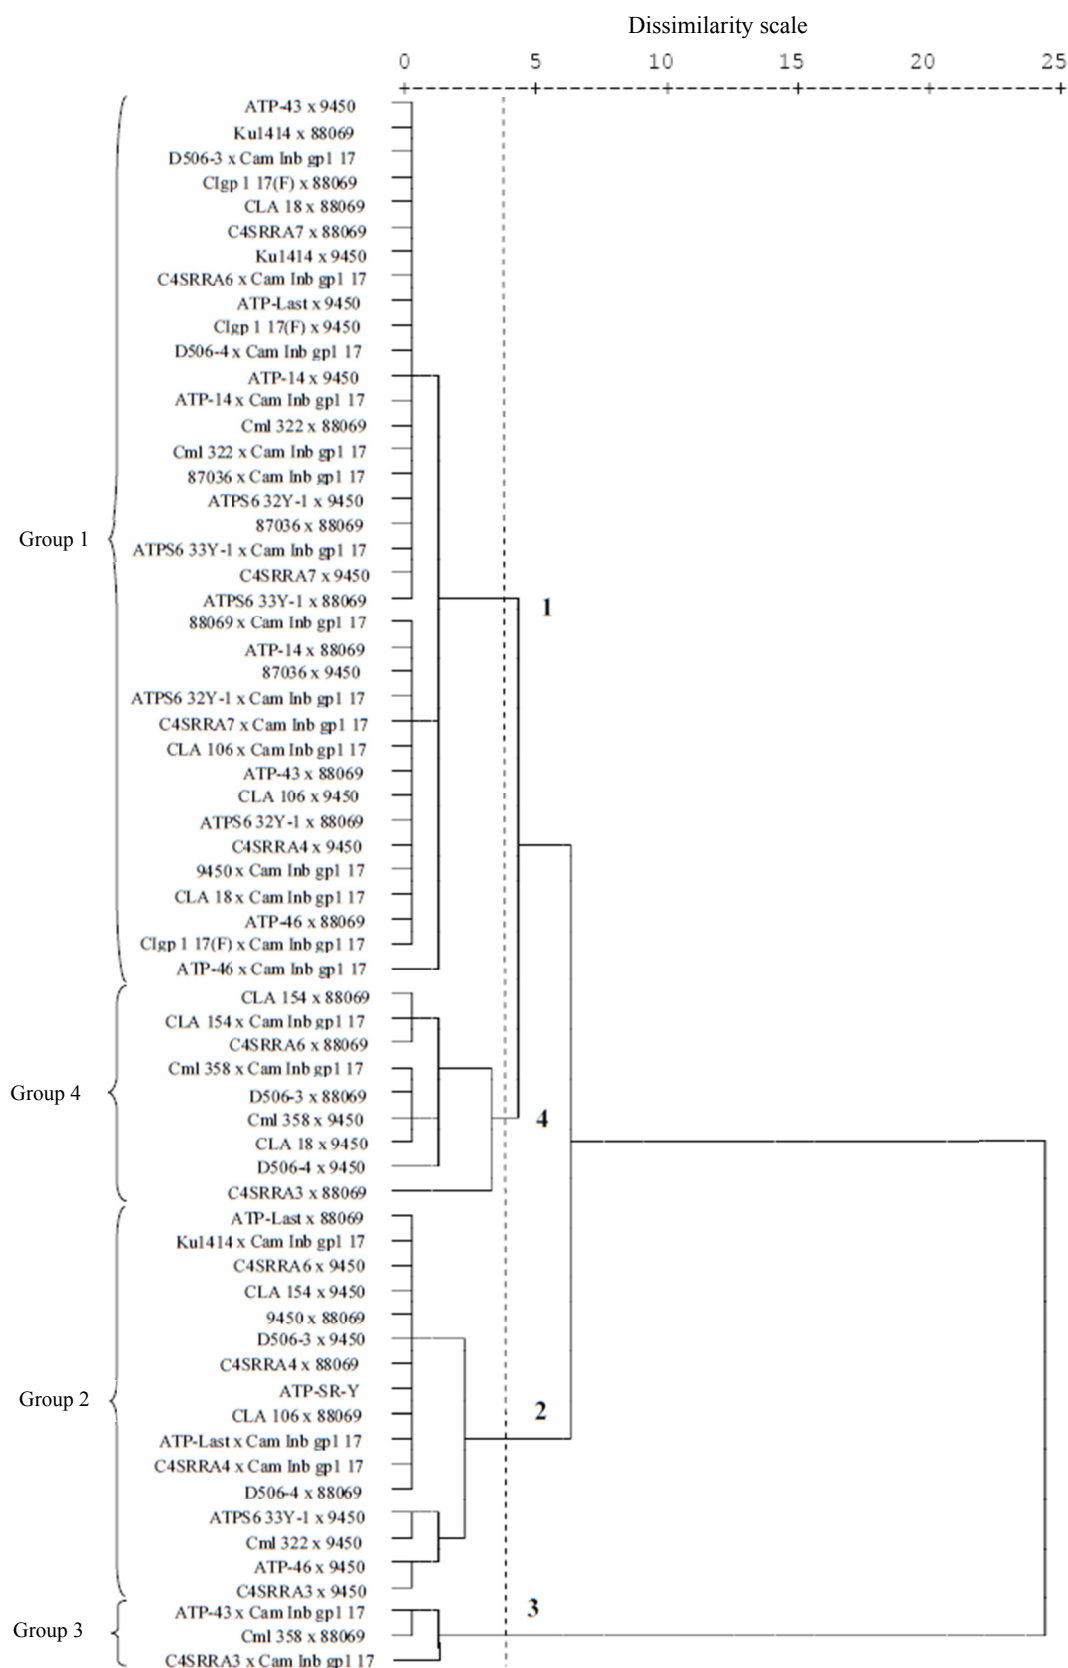 Dissimilarity scale
0 5 10 15 20 25
ATP-43 x 9450
Ku1414 x 88069
D506-3 x Cam Inb gp1 17
CIgp 1 17(F) x 88069
CLA 18 x 88069
C4SRRA7 x 88069
Ku1414 x 9450
C4SRRA6 x Cam Inb gp1 17
ATP-Last x 9450
CIgp 1 17(F) x 9450
D506-4 x Cam Inb gp1 17
ATP-14 x 9450
ATP-14 x Cam Inb gp1 17
Cml 322 x 88069
Cml 322 x Cam Inb gp1 17
87036 x Cam Inb gp1 17
ATPS6 32Y-1 x 9450
87036 x 88069
Group 1
ATPS6 33Y-1 x Cam Inb gp1 17
C4SRRA7 x 9450
ATPS6 33Y-1 x 88069
1
88069 x Cam Inb gp1 17
ATP-14 x 88069
87036 x 9450
ATPS6 32Y-1 x Cam Inb gp1 17
C4SRRA7 x Cam Inb gp1 17
CLA 106 x Cam Inb gp1 17
ATP-43 x 88069
CLA 106 x 9450
ATPS6 32Y-1 x 88069
C4SRRA4 x 9450
9450 x Cam Inb gp1 17
CLA 18 x Cam Inb gp1 17
ATP-46 x 88069
CIgp 1 17(F) x Cam Inb gp1 17
ATP-46 x Cam Inb gp1 17
CLA 154 x 88069
CLA 154 x Cam Inb gp1 17
C4SRRA6 x 88069
Cml 358 x Cam Inb gp1 17
Group 4
D506-3 x 88069
Cml 358 x 9450
4
CLA 18 x 9450
D506-4 x 9450
C4SRRA3 x 88069
ATP-Last x 88069
Ku1414 x Cam Inb gp1 17
C4SRRA6 x 9450
CLA 154 x 9450
9450 x 88069
D506-3 x 9450
C4SRRA4 x 88069
ATP-SR-Y
Group 2
CLA 106 x 88069
2
ATP-Last x Cam Inb gp1 17
C4SRRA4 x Cam Inb gp1 17
D506-4 x 88069
ATPS6 33Y-1 x 9450
Cml 322 x 9450
ATP-46 x 9450
C4SRRA3 x 9450
3
ATP-43 x Cam Inb gp1 17
Group 3
Cml 358 x 88069
C4SRRA3 x Cam Inb gp1 17